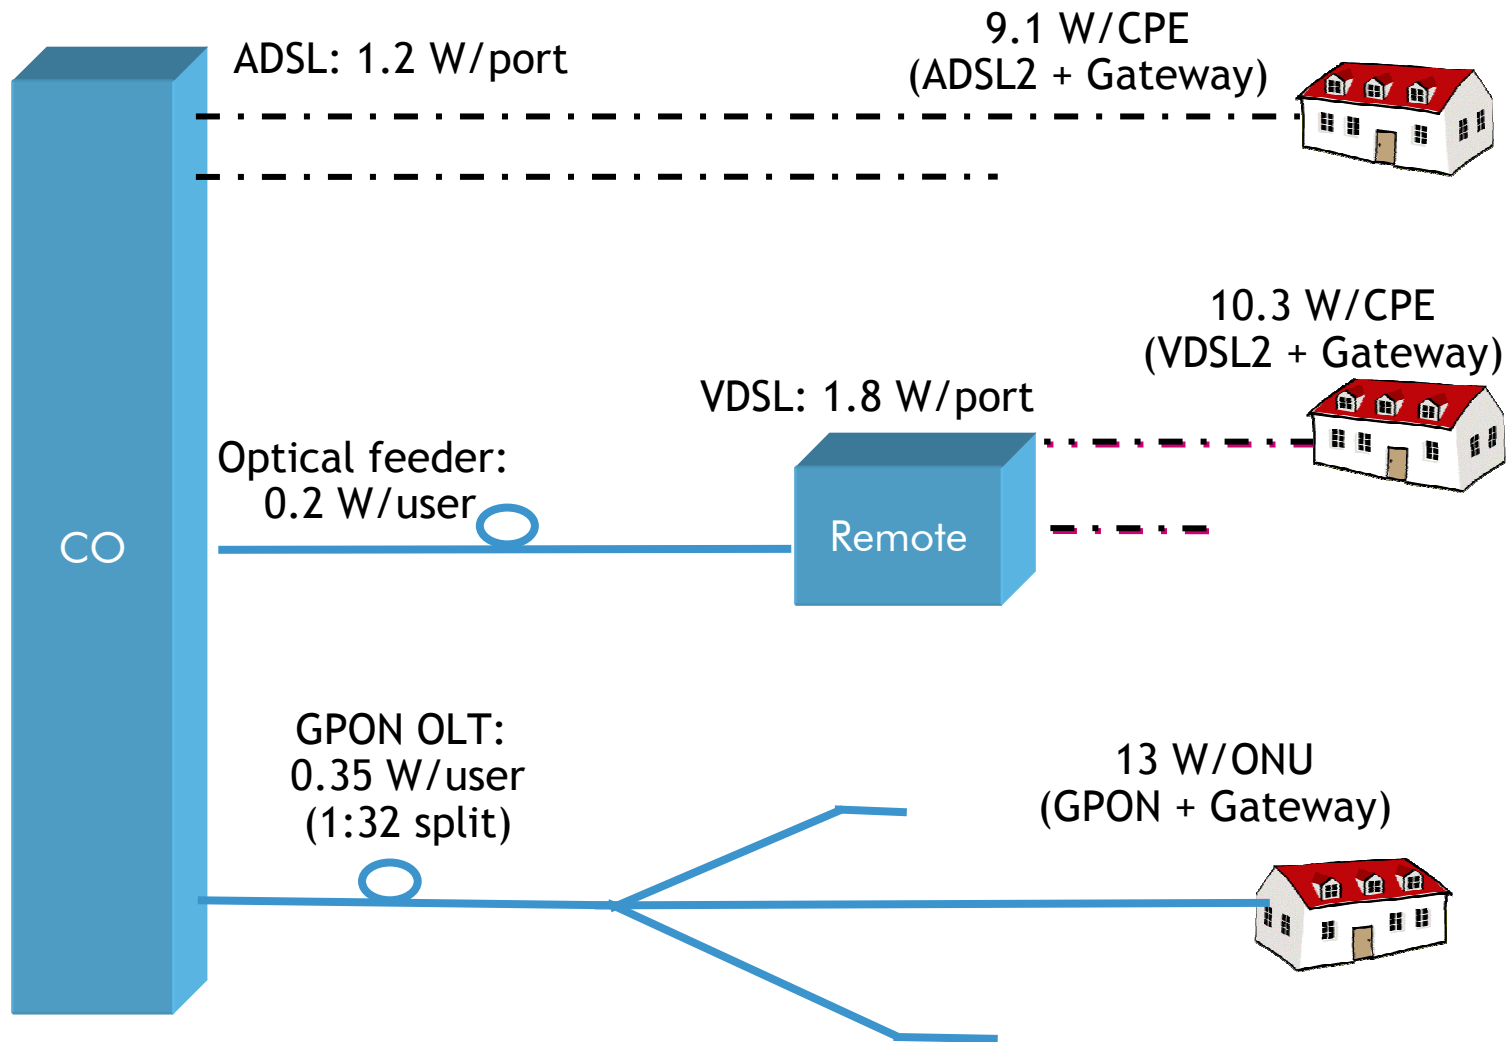 ADSL: 1.2 W/port
9.1 W/CPE
(ADSL2 + Gateway)
10.3 W/CPE
(VDSL2 + Gateway)
VDSL: 1.8 W/port
Optical feeder:
0.2 W/user
CO
Remote
GPON OLT:
0.35 W/user
(1:32 split)
13 W/ONU
(GPON + Gateway)